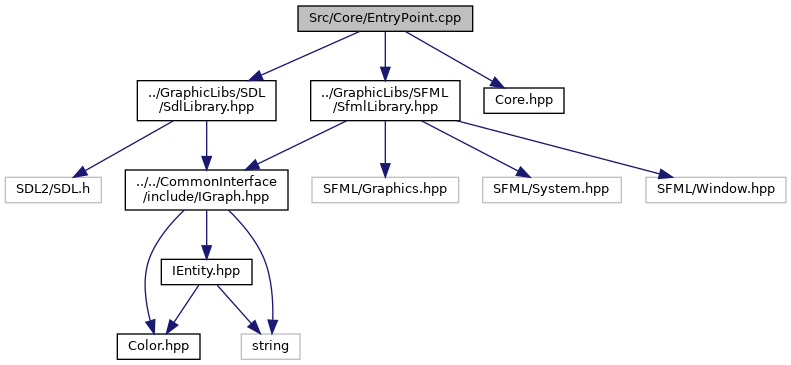 Src/Core/EntryPoint.cpp
../GraphicLibs/SDL
/SdlLibrary.hpp
../GraphicLibs/SFML
/SfmlLibrary.hpp
Core.hpp
SDL2/SDL.h
../../CommonInterface
/include/IGraph.hpp
SFML/Graphics.hpp
SFML/System.hpp
SFML/Window.hpp
IEntity.hpp
Color.hpp
string